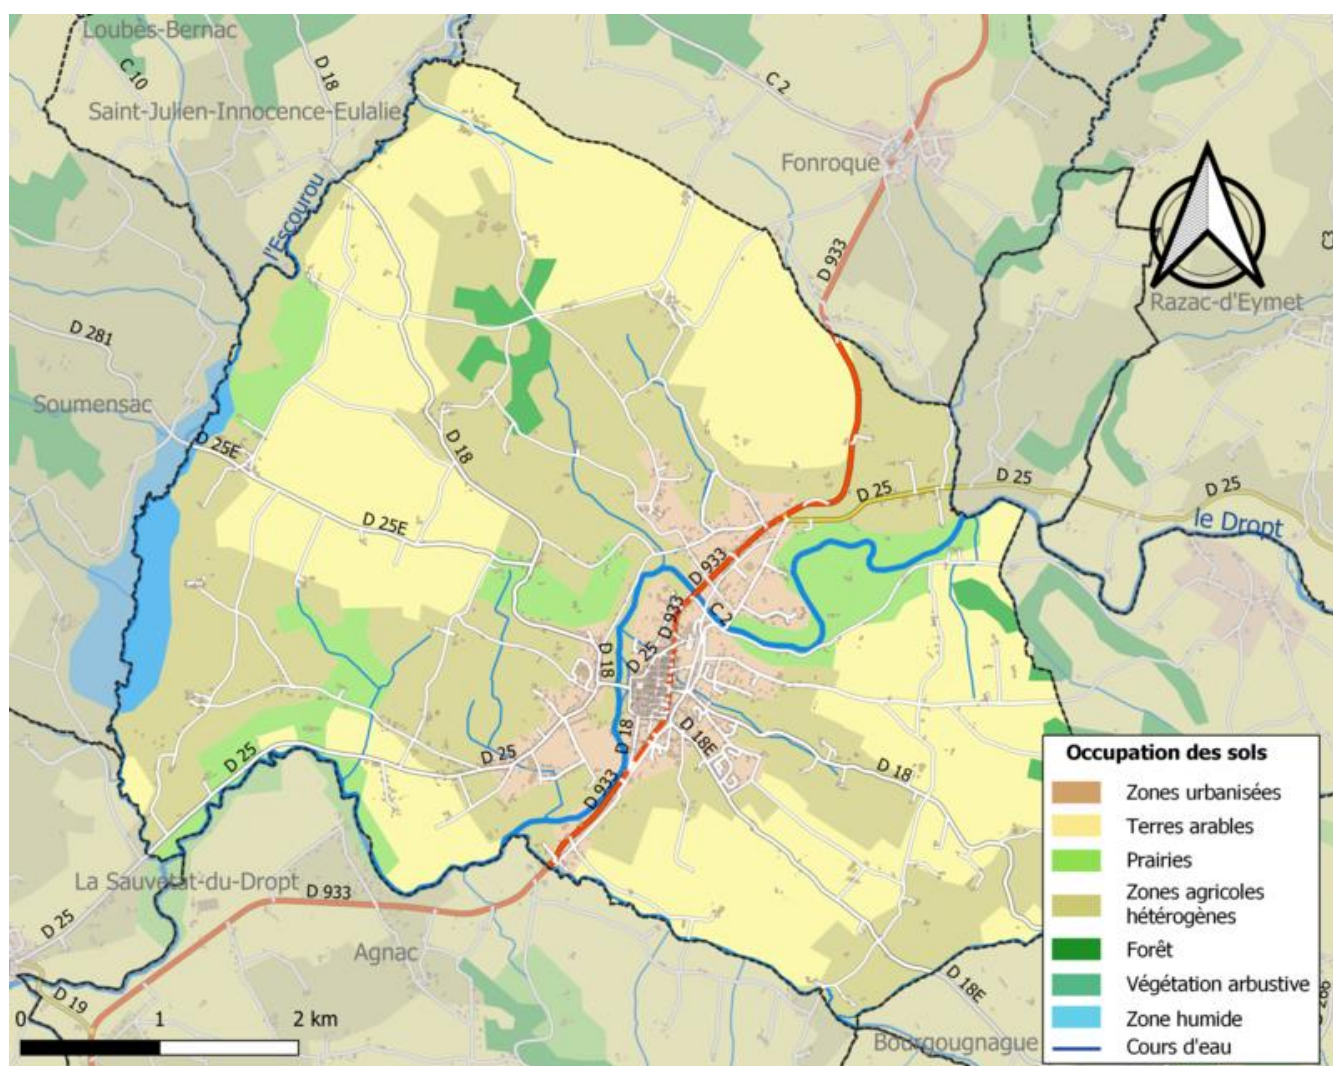 Loubès-Bernac
C 10
D 18
C 2
Saint-Julien-Innocence-Eulalie
Fonroque
l'Escourou
D 933
C3
Razac-d'Eymet
D 281
Soumensac
D 25E
D 18
D 25
D 25
D 25
D 25E
le Dropt
D 933
D 933
C 2
D 25
D 18
D 18
D 25
D 25
D 18E
D 18
D 933
La Sauvetat-du-Dropt
D 933
D 25
Agnac
D 18E
D 19
Bourgougnague
Occupation des sols
Zones urbanisées
Terres arables
Prairies
Zones agricoles
hétérogènes
Forêt
Végétation arbustive
Zone humide
Cours d'eau
0 1 2 km